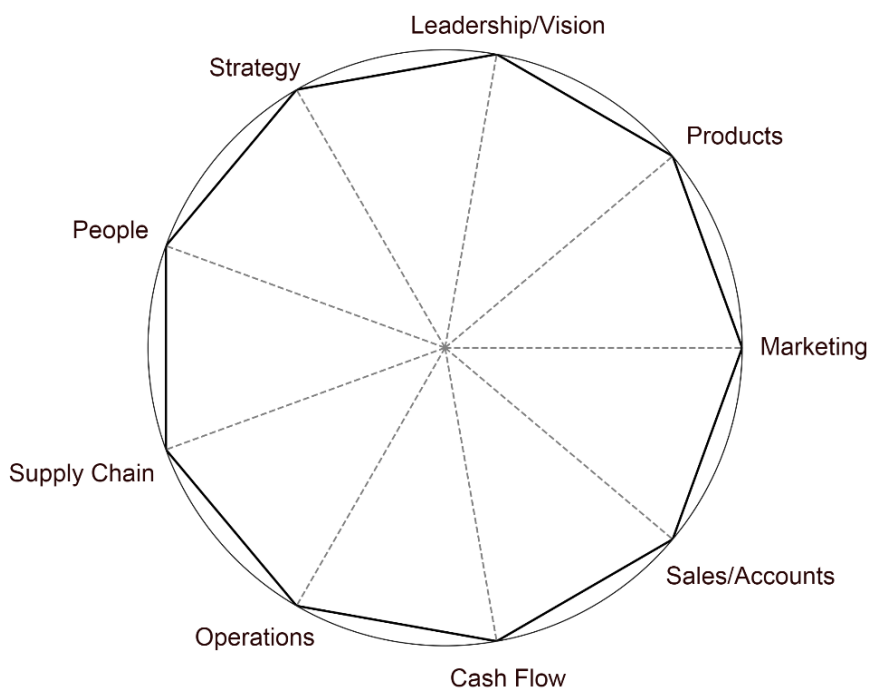 Leadership/Vision
Strategy
Products
People
Marketing
Supply Chain
Sales/Accounts
Operations
Cash Flow